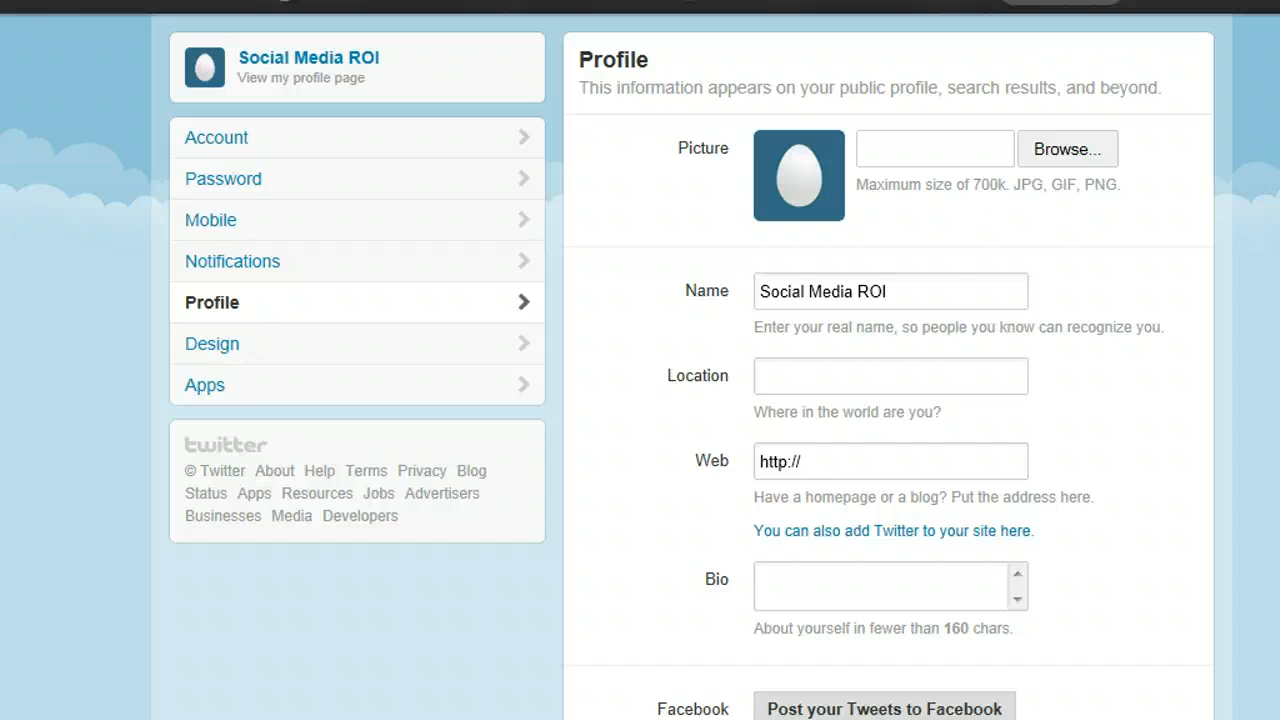 Social Media ROI
View my profile page
Account
Password
Mobile
Notifications
Profile
Design
Apps
twitter
© Twitter About Help Terms Privacy Blog
Status Apps Resources Jobs Advertisers
Businesses Media Developers
Profile
This information appears on your public profile, search results, and beyond.
Picture
Browse...
Maximum size of 700k. JPG, GIF, PNG.
Name Social Media ROI
Enter your real name, so people you know can recognize you.
Location
Where in the world are you?
Web http://
Have a homepage or a blog? Put the address here.
You can also add Twitter to your site here.
Bio
About yourself in fewer than 160 chars.
Facebook Post your Tweets to Facebook